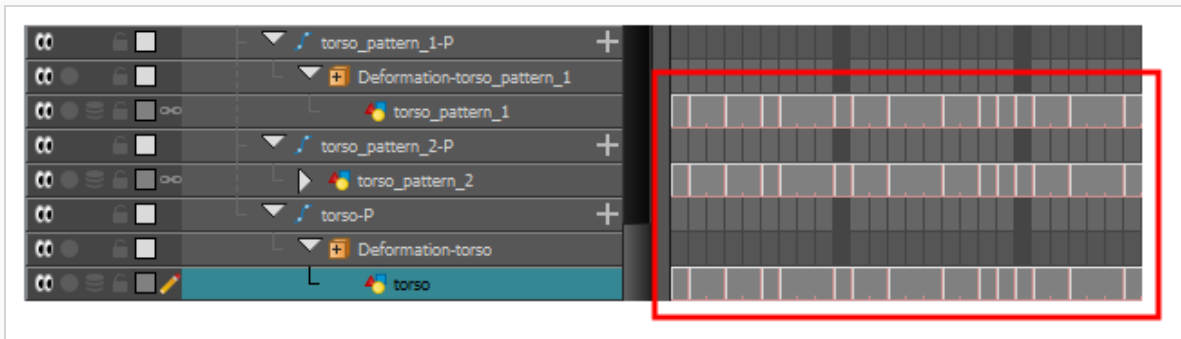 torso_pattern_1-P
Deformation-torso_pattern_1
torso_pattern_1
torso_pattern_2-P
torso_pattern_2
torso-P
Deformation-torso
torso